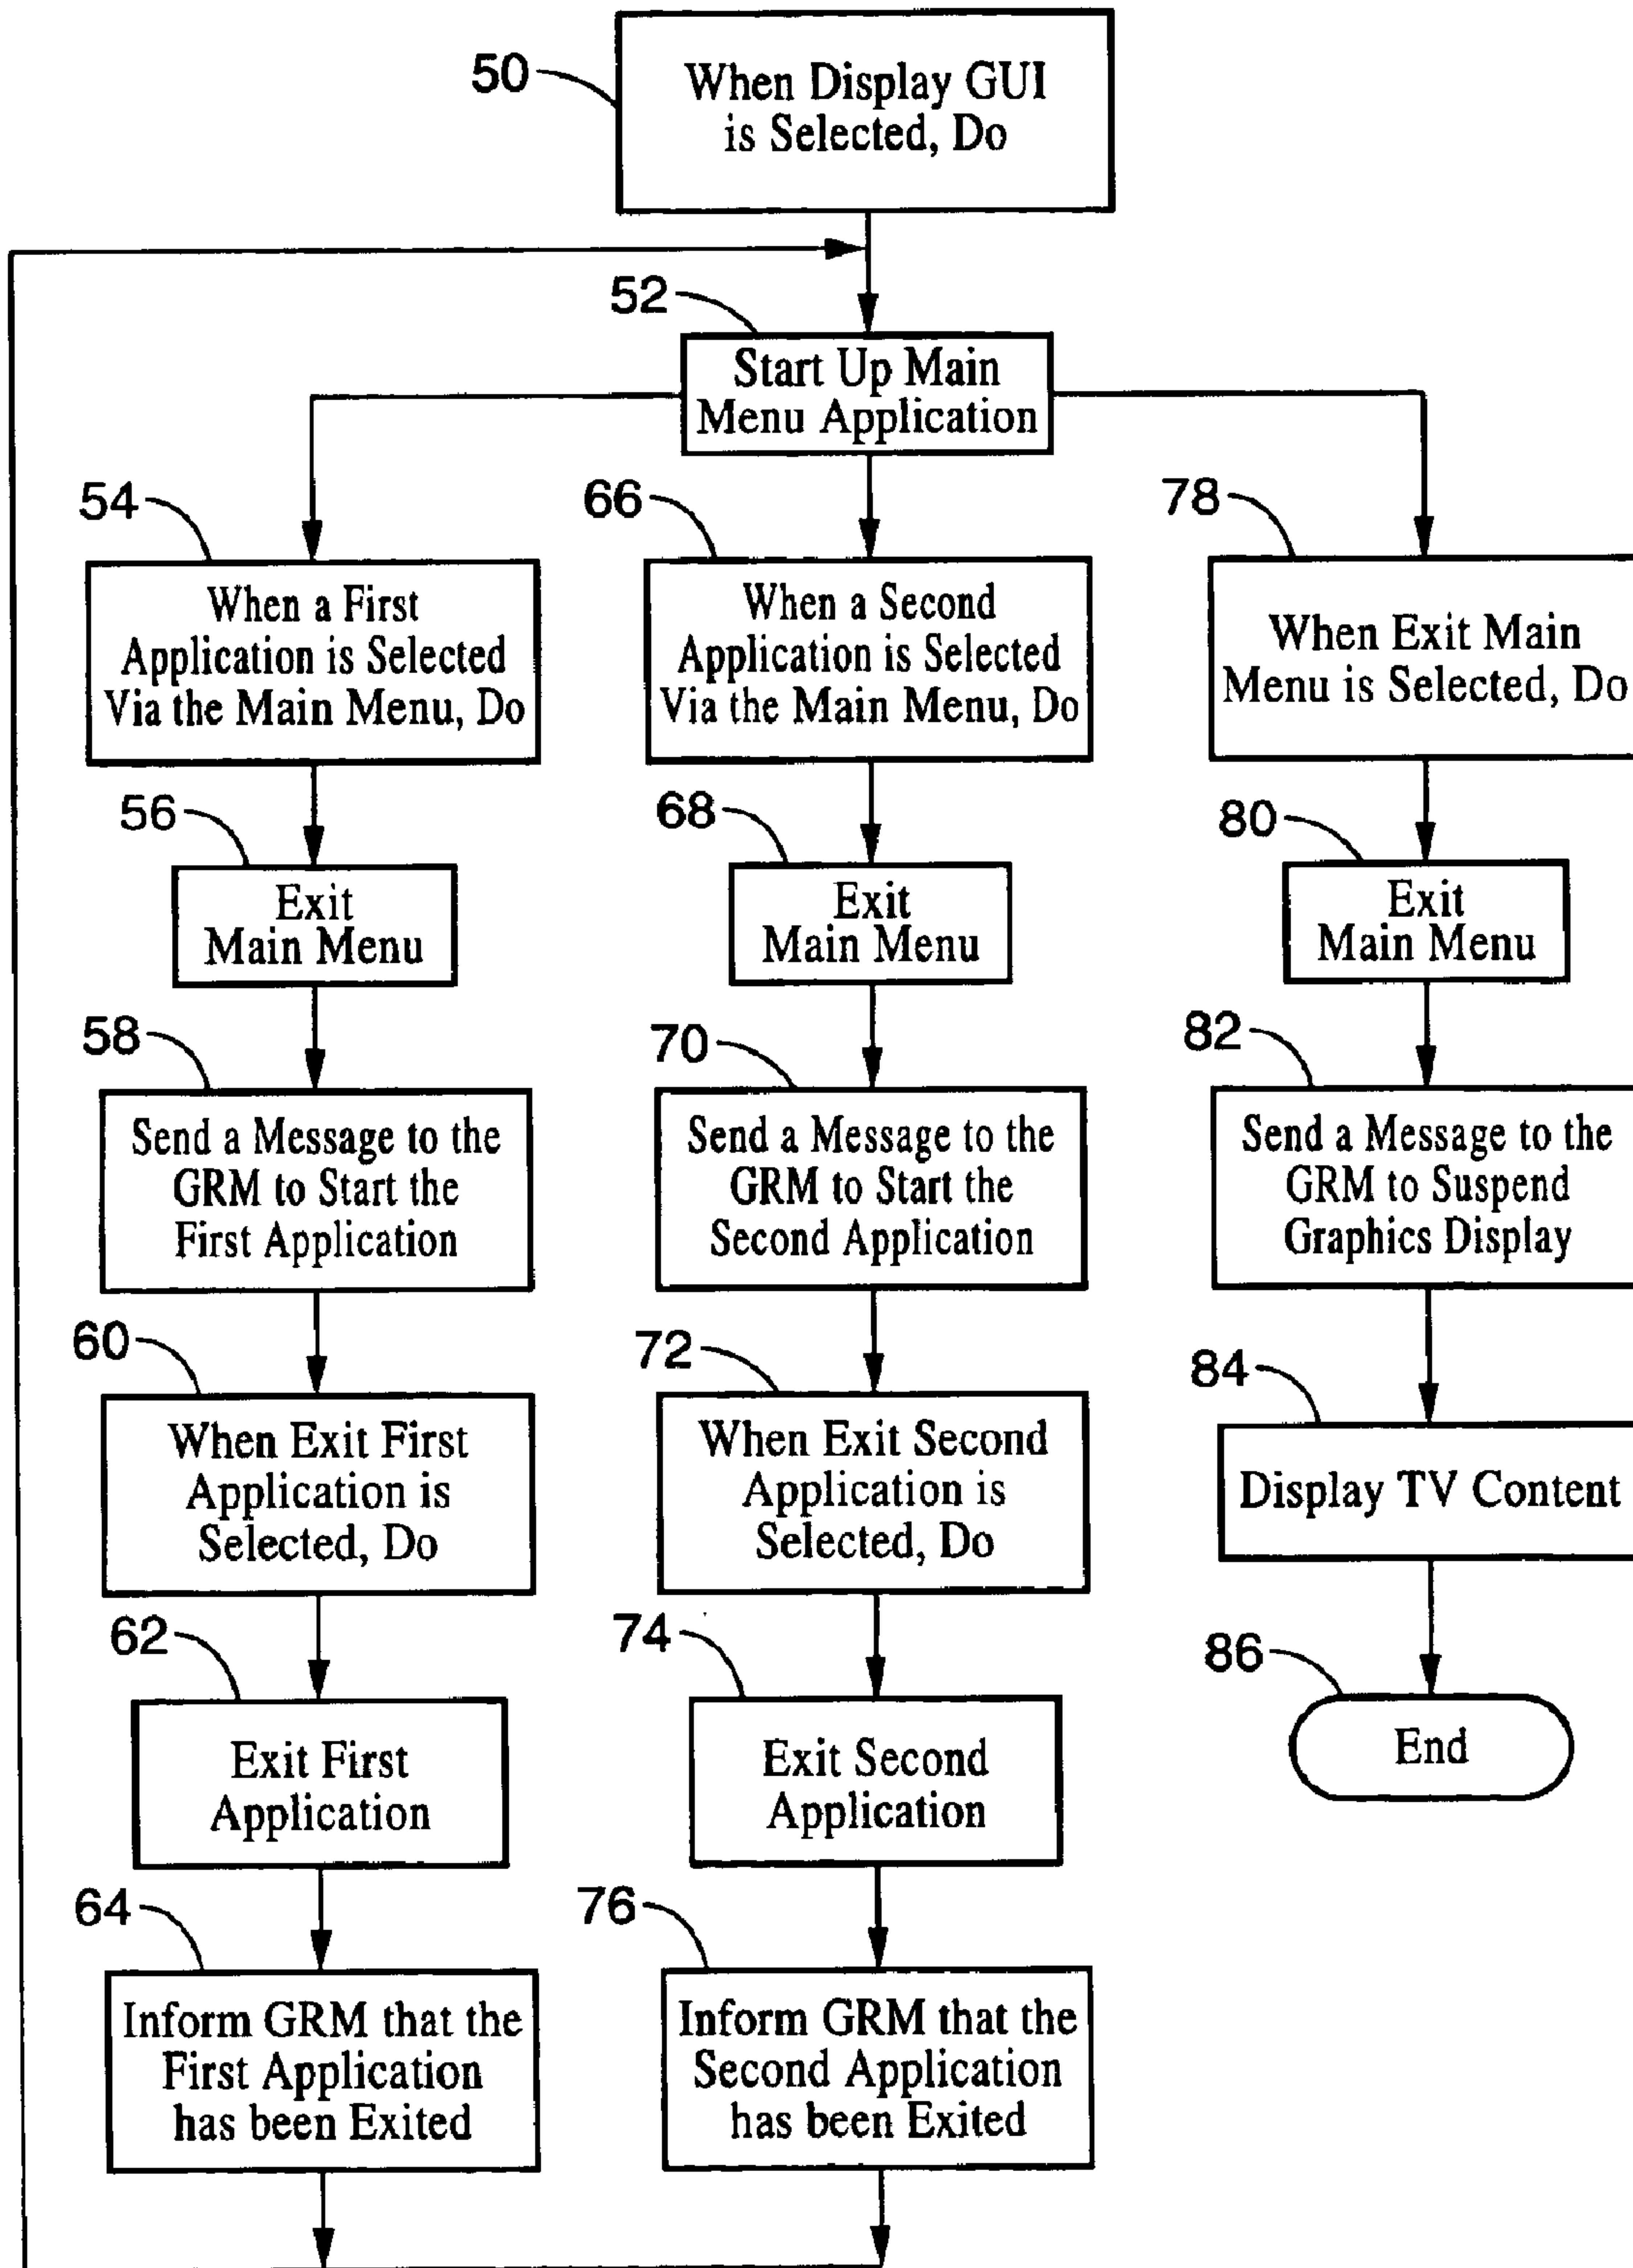 50
When Display GUI
is Selected, Do
52
Start Up Main
Menu Application
54
When a First
Application is Selected
Via the Main Menu, Do
56
Exit
Main Menu
58
Send a Message to the
GRM to Start the
First Application
60
When Exit First
Application is
Selected, Do
62
Exit First
Application
64
Inform GRM that the
First Application
has been Exited
66
When a Second
Application is Selected
Via the Main Menu, Do
68
Exit
Main Menu
70
Send a Message to the
GRM to Start the
Second Application
72
When Exit Second
Application is
Selected, Do
74
Exit Second
Application
76
Inform GRM that the
Second Application
has been Exited
78
When Exit Main
Menu is Selected, Do
80
Exit
Main Menu
82
Send a Message to the
GRM to Suspend
Graphics Display
84
Display TV Content
86
End